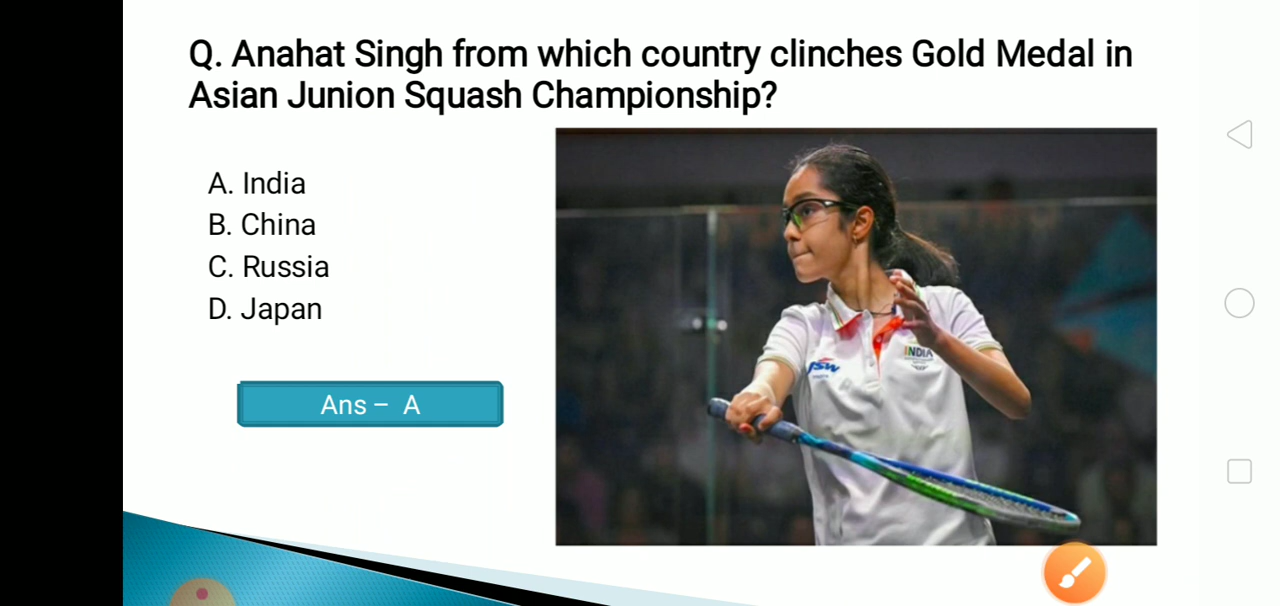 Q. Anahat Singh from which country clinches Gold Medal in
Asian Junion Squash Championship?
A. India
B. China
C. Russia
D. Japan
Ans – A
INDIA
JSW